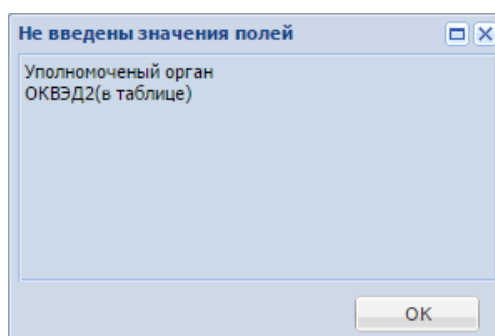 Не введены значения полей
Уполномоченый орган
ОКВЭД2(в таблице)
OK